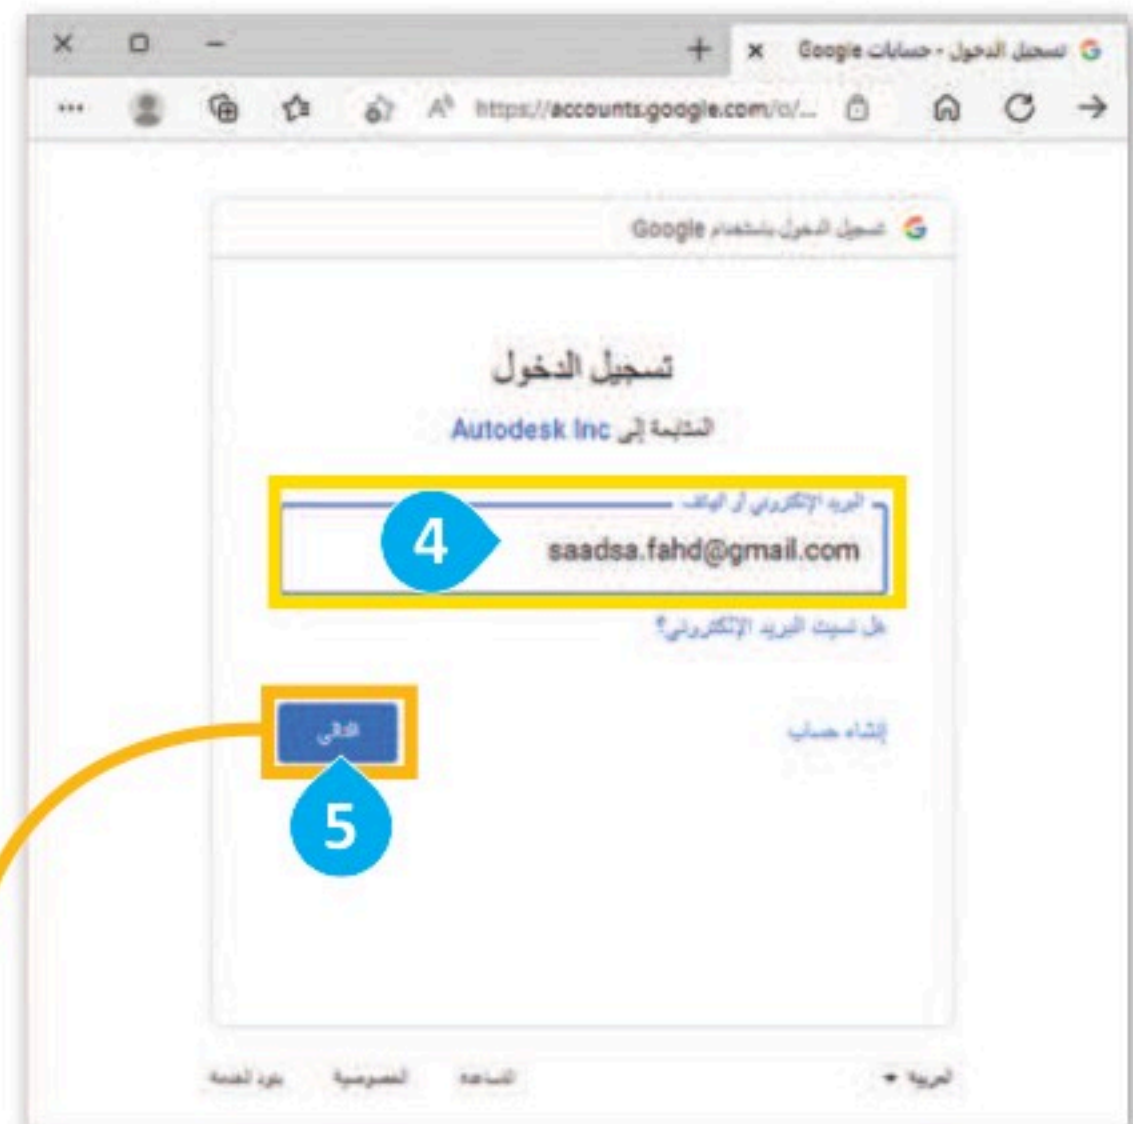 تسجيل الدخول - حسابات Google
https://accounts.google.com/o/...
تسجيل الدخول باستخدام Google
تسجيل الدخول
المتابعة إلى Autodesk Inc
البريد الإلكتروني أو الهاتف
4
saadsa.fahd@gmail.com
هل نسيت البريد الإلكتروني؟
إنشاء حساب
التالي
5
العربية
المساعدة
الخصوصية
بنود الخدمة